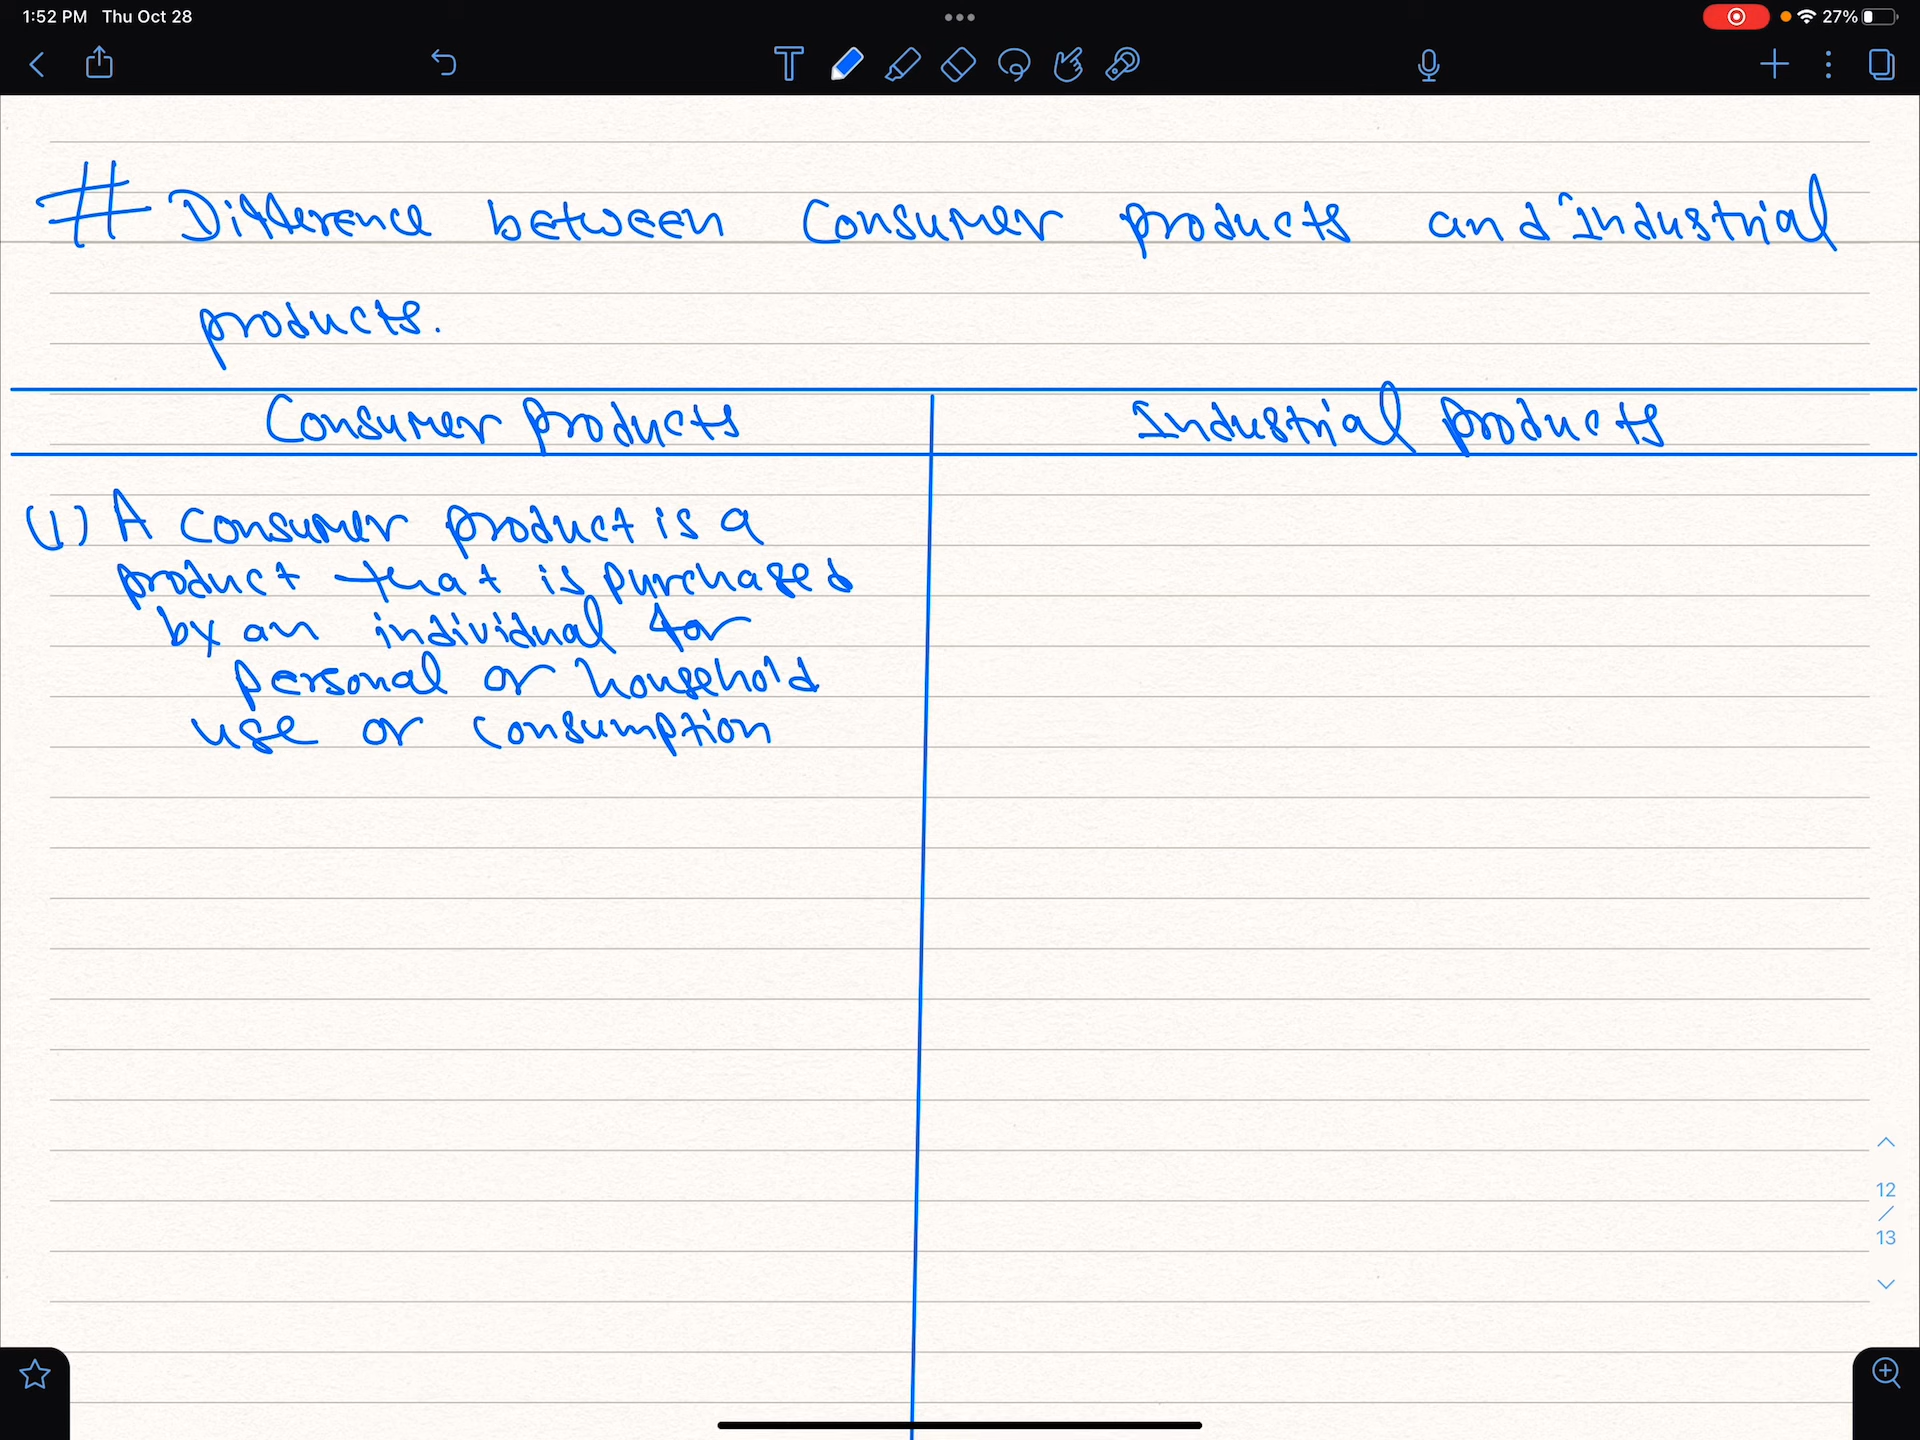 1:52 PM Thu Oct 28
27%
# Difference between Consumer products and Industrial
products.
Consumer products
Industrial products
(1) A consumer product is a
product that is purchased
by an individual for
personal or household
use or consumption
12
/
13